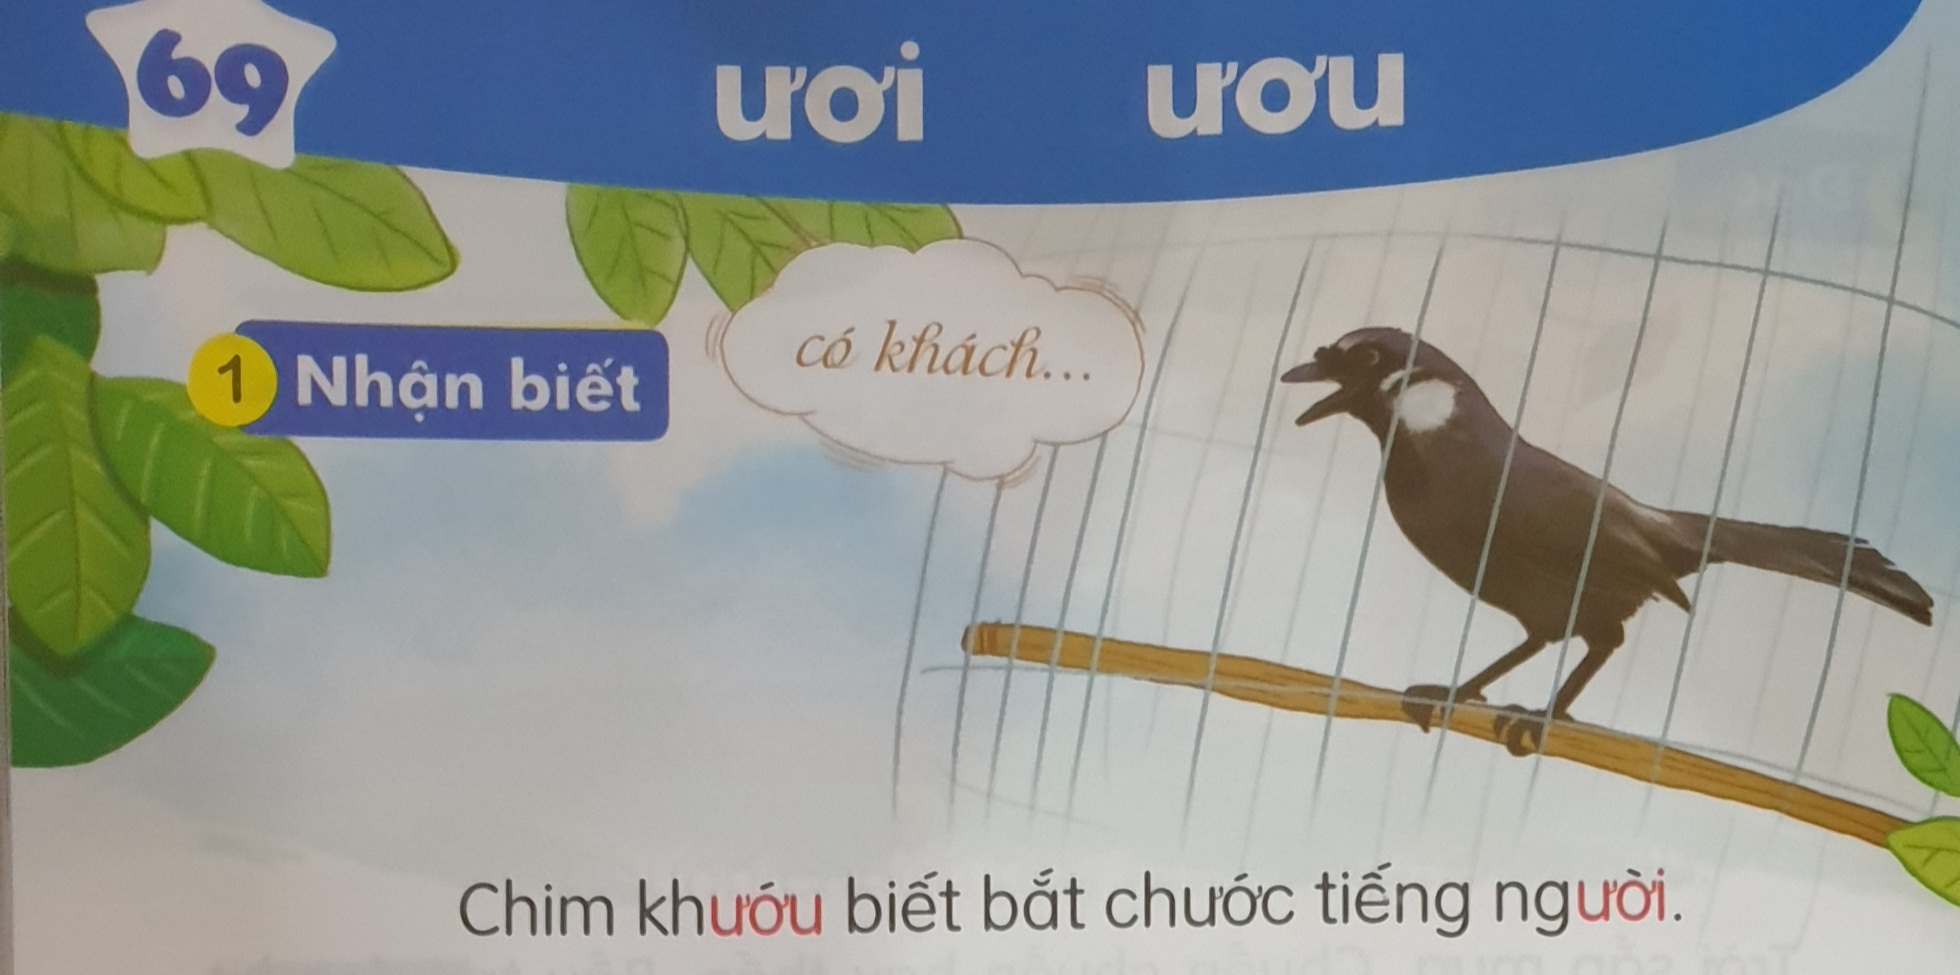 69
ươi ươu
có khách...
1 Nhận biết
Chim khướu biết bắt chước tiếng người.